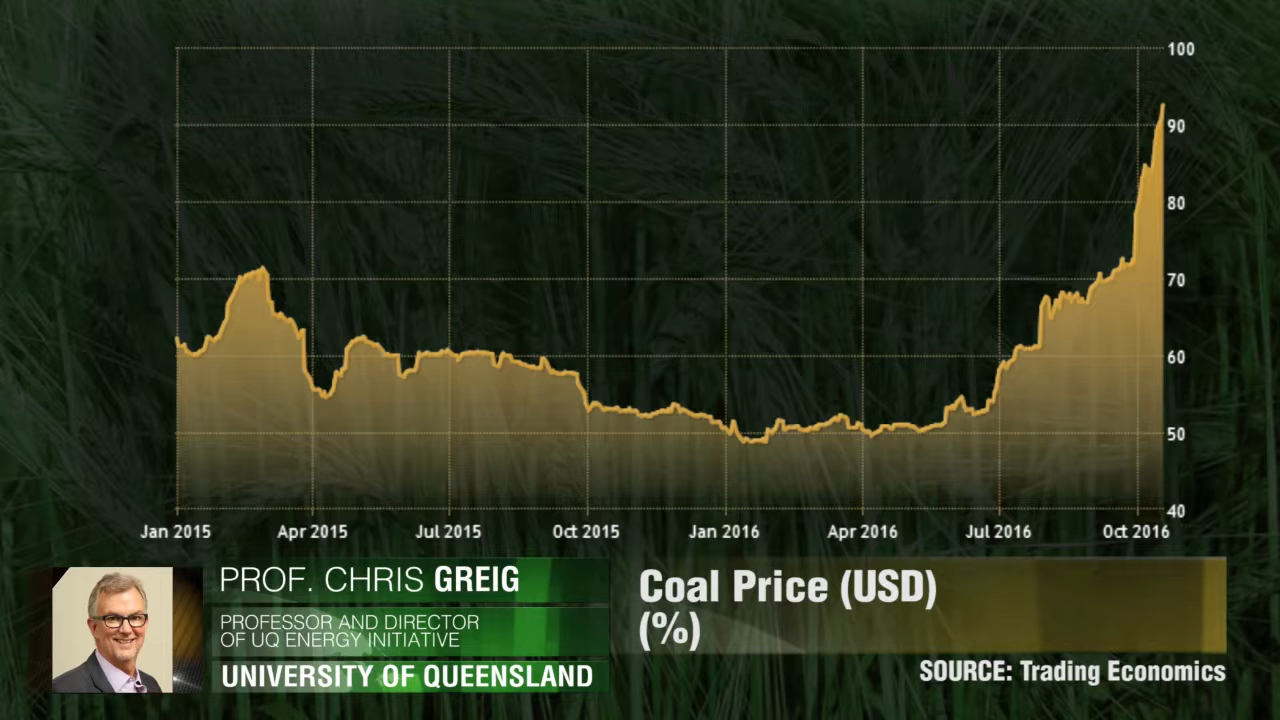 100
90
80
70
60
50
40
Jan 2015 Apr 2015 Jul 2015 Oct 2015 Jan 2016 Apr 2016 Jul 2016 Oct 2016
PROF. CHRIS GREIG
PROFESSOR AND DIRECTOR
OF UQ ENERGY INITIATIVE
UNIVERSITY OF QUEENSLAND
Coal Price (USD)
(%)
SOURCE: Trading Economics